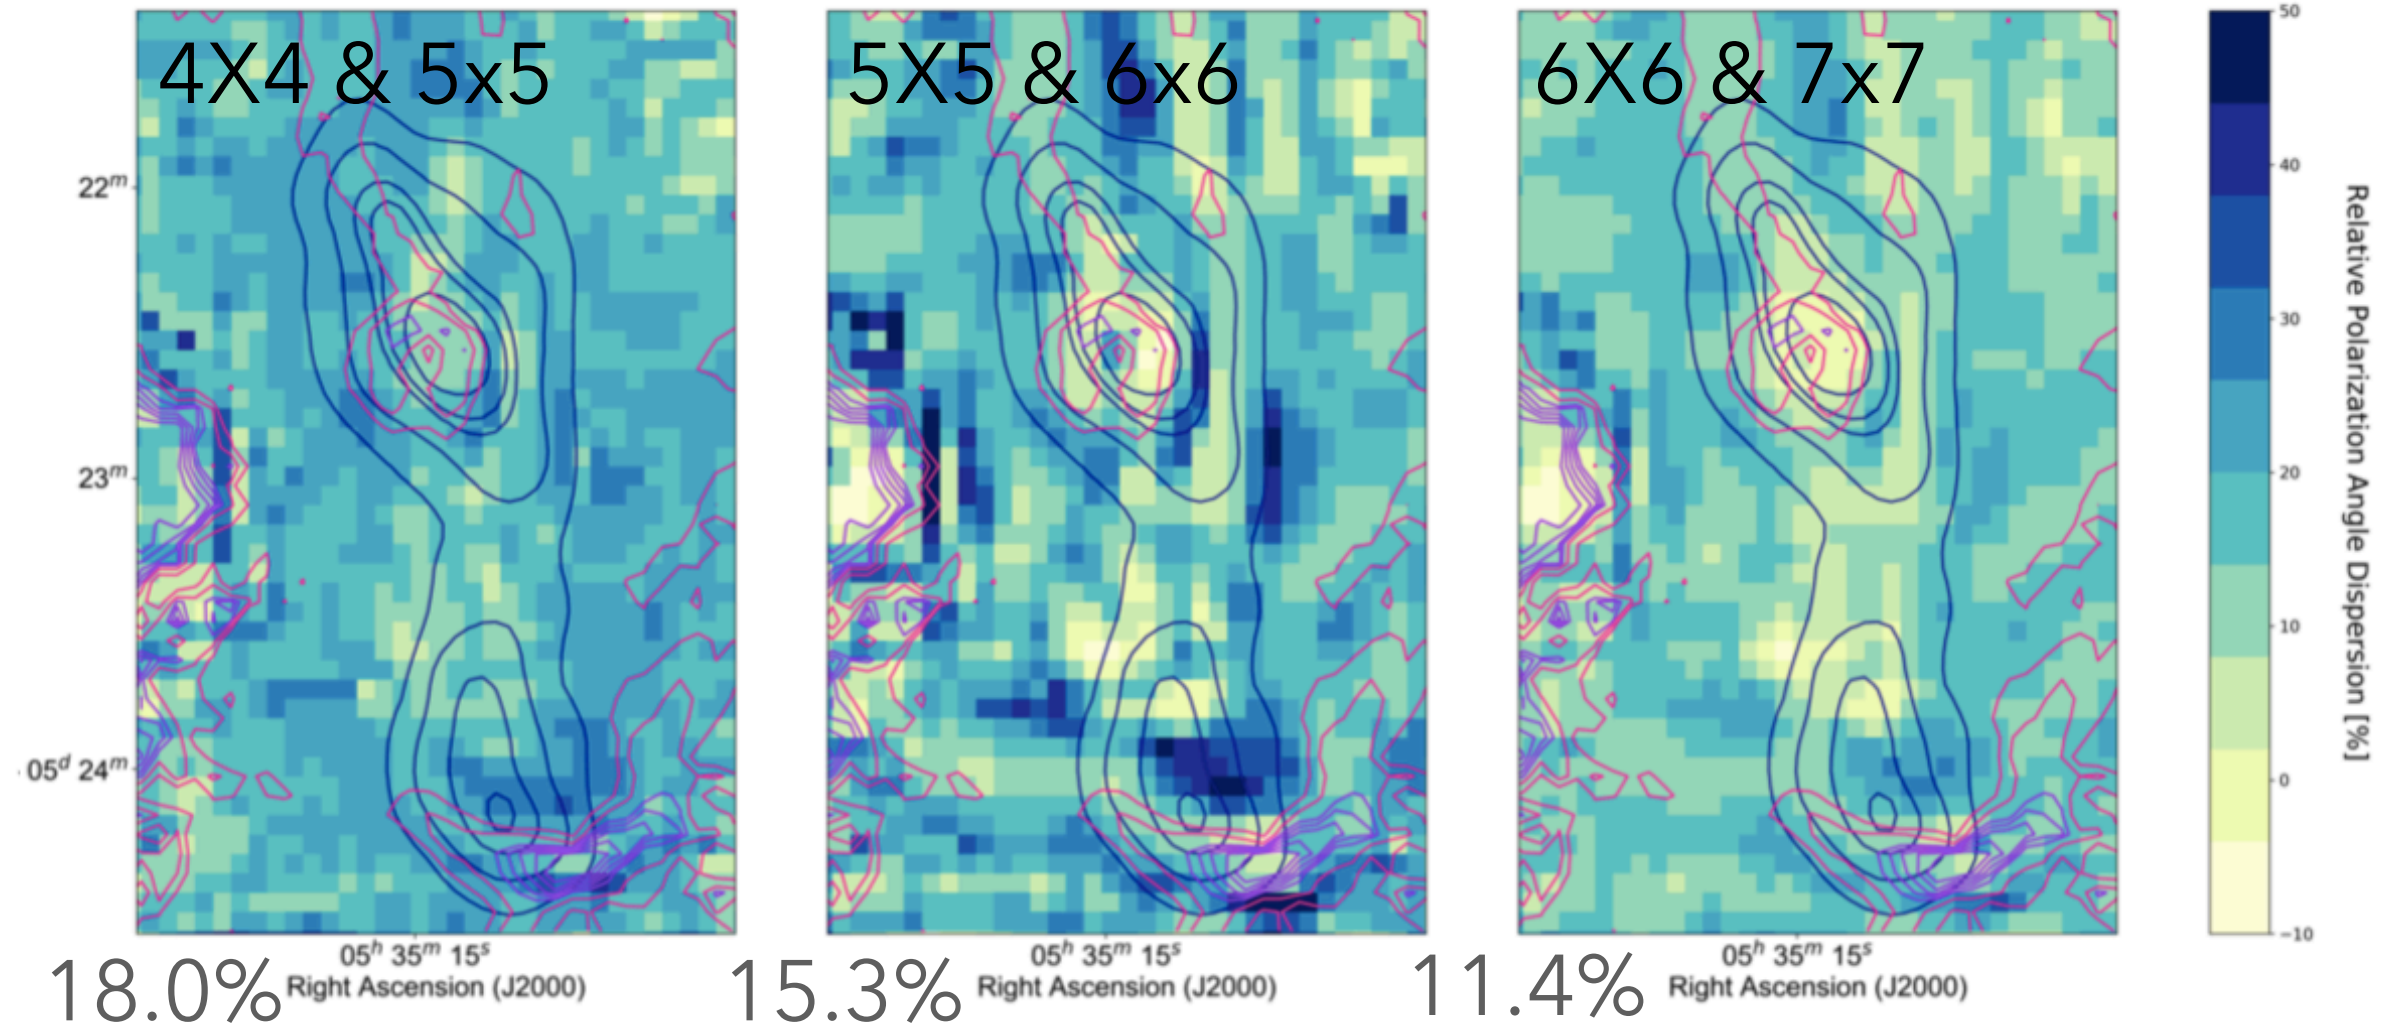 4X4 & 5x5
5X5 & 6x6
6X6 & 7x7
22m
23m
05d 24m
05h 35m 15s
Right Ascension (J2000)
18.0%
05h 35m 15s
Right Ascension (J2000)
15.3%
05h 35m 15s
Right Ascension (J2000)
11.4%
50
40
30
20
10
0
−10
Relative Polarization Angle Dispersion [%]